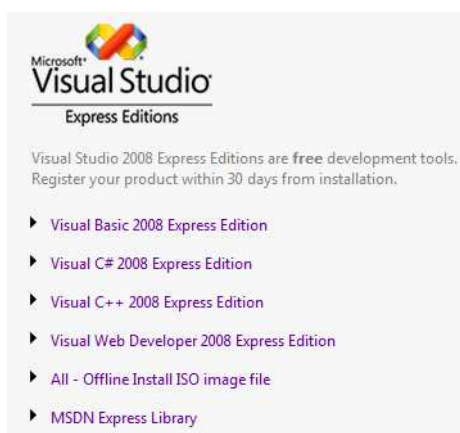 Microsoft®
Visual Studio®
Express Editions
Visual Studio 2008 Express Editions are free development tools.
Register your product within 30 days from installation.
Visual Basic 2008 Express Edition
Visual C# 2008 Express Edition
Visual C++ 2008 Express Edition
Visual Web Developer 2008 Express Edition
All - Offline Install ISO image file
MSDN Express Library